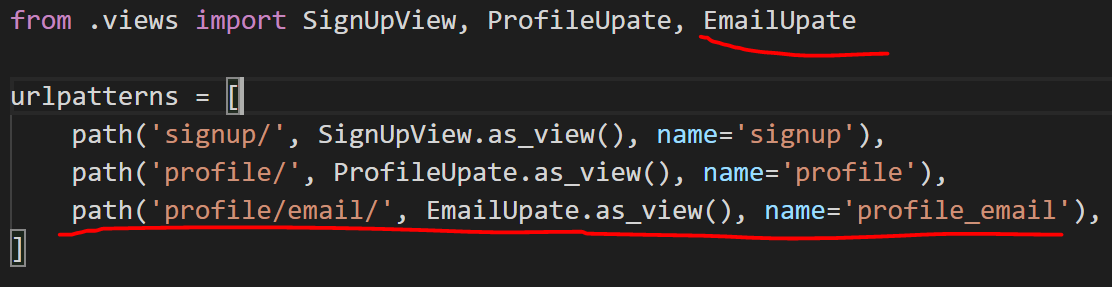 from .views import SignUpView, ProfileUpate, EmailUpate
urlpatterns = [
path('signup/', SignUpView.as_view(), name='signup'),
path('profile/', ProfileUpate.as_view(), name='profile'),
path('profile/email/', EmailUpate.as_view(), name='profile_email'),
]